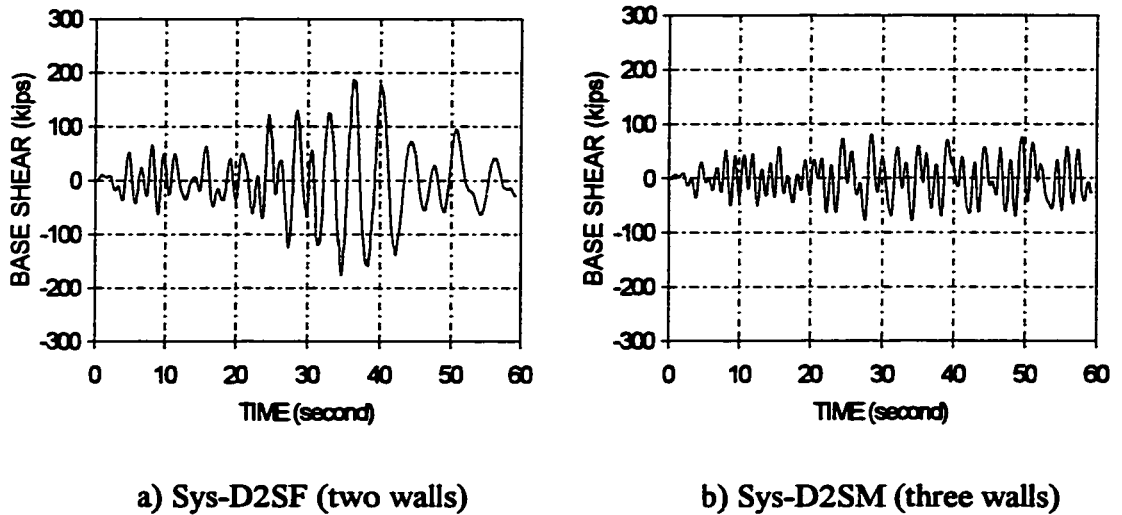 300
200
100
0
-100
-200
-300
BASE SHEAR (kips)
0 10 20 30 40 50 60
TIME (second)
a) Sys-D2SF (two walls)
300
200
100
0
-100
-200
-300
BASE SHEAR (kips)
0 10 20 30 40 50 60
TIME (second)
b) Sys-D2SM (three walls)